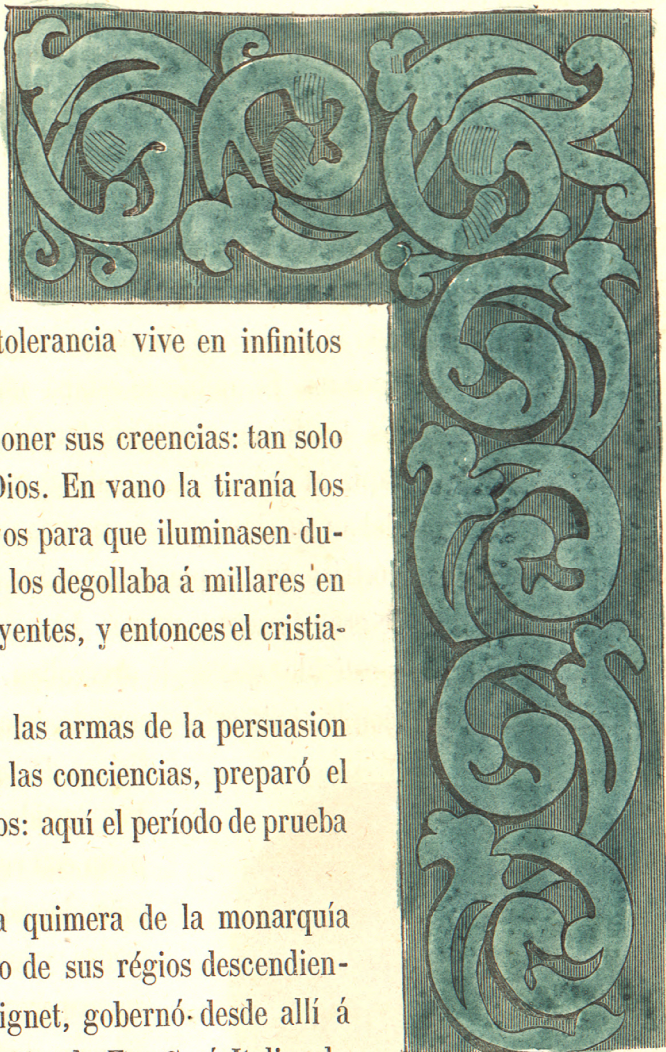 tolerancia vive en infinitos
oner sus creencias: tan solo
Dios. En vano la tiranía los
os para que iluminasen du-
los degollaba á millares en
yentes, y entonces el cristia-
las armas de la persuasion
las conciencias, preparó el
os: aquí el período de prueba
a quimera de la monarquía
o de sus régios descendien-
ignet, gobernó desde allí á